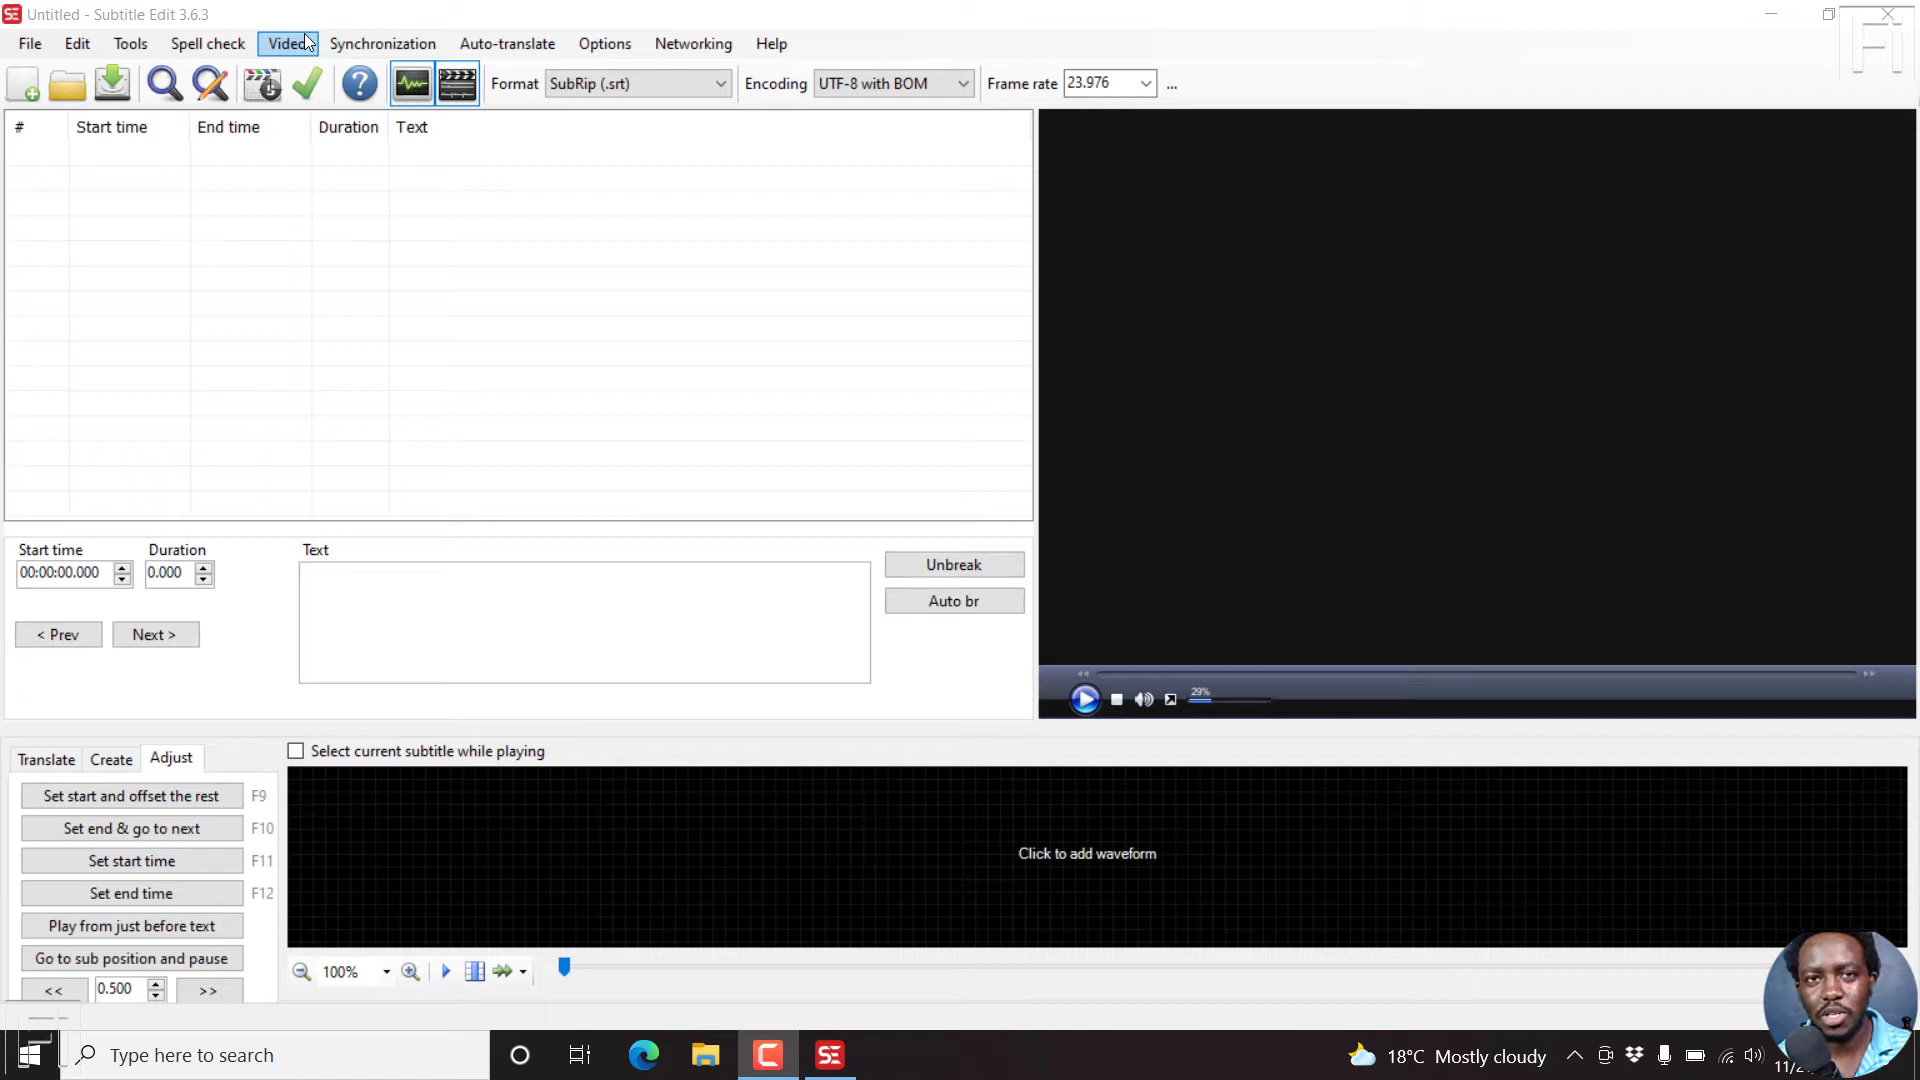 SE Untitled - Subtitle Edit 3.6.3
File Edit Tools Spell check Video Synchronization Auto-translate Options Networking Help
Format SubRip (.srt) Encoding UTF-8 with BOM Frame rate 23.976 ...
# Start time End time Duration Text
Start time Duration Text
00:00:00.000 0.000
Unbreak
Auto br
< Prev Next >
29%
Translate Create Adjust
Select current subtitle while playing
Set start and offset the rest F9
Set end & go to next F10
Set start time F11
Set end time F12
Play from just before text
Go to sub position and pause
<< 0.500 >>
Click to add waveform
100%
Type here to search
SE
18°C Mostly cloudy